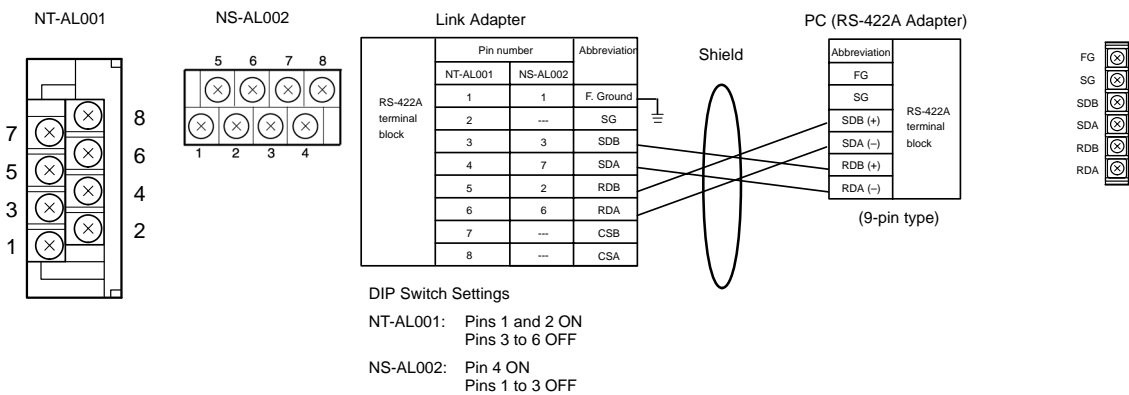 NT-AL001
7
5
3
1
8
6
4
2
NS-AL002
5 6 7 8
1 2 3 4
Link Adapter
RS-422A
terminal
block
Pin number Abbreviation
NT-AL001 NS-AL002
1 1 F. Ground
2 --- SG
3 3 SDB
4 7 SDA
5 2 RDB
6 6 RDA
7 --- CSB
8 --- CSA
Shield
PC (RS-422A Adapter)
Abbreviation
FG
SG
SDB (+)
SDA (–)
RDB (+)
RDA (–)
RS-422A
terminal
block
(9-pin type)
FG
SG
SDB
SDA
RDB
RDA
DIP Switch Settings
NT-AL001: Pins 1 and 2 ON
Pins 3 to 6 OFF
NS-AL002: Pin 4 ON
Pins 1 to 3 OFF